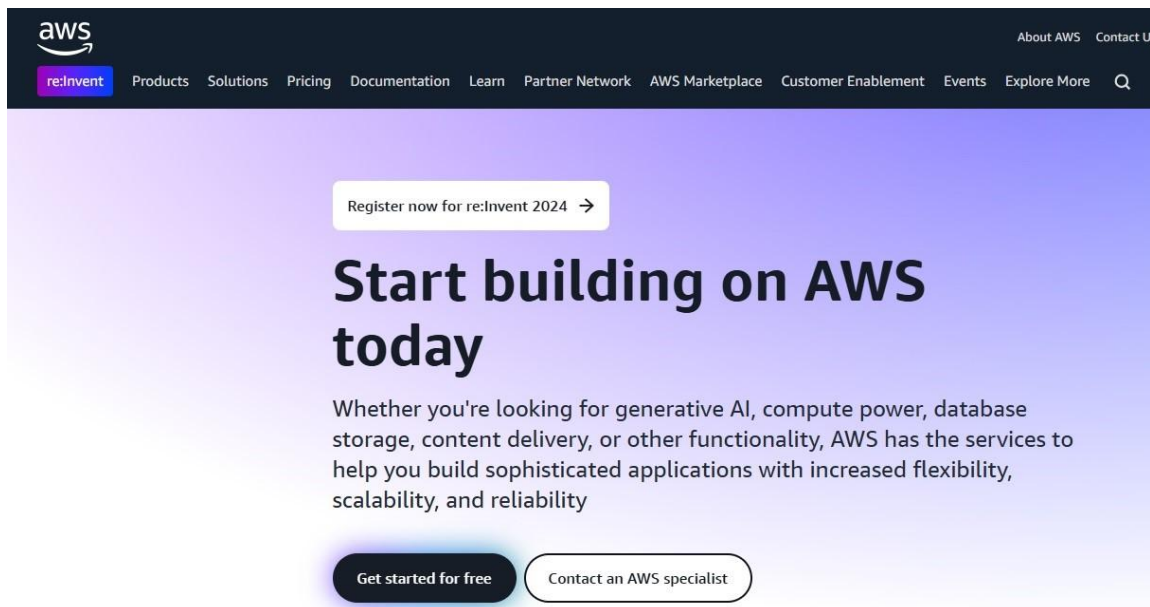 aws
About AWS Contact U
re:Invent Products Solutions Pricing Documentation Learn Partner Network AWS Marketplace Customer Enablement Events Explore More
Register now for re:Invent 2024 →
Start building on AWS
today
Whether you're looking for generative AI, compute power, database
storage, content delivery, or other functionality, AWS has the services to
help you build sophisticated applications with increased flexibility,
scalability, and reliability
Get started for free Contact an AWS specialist